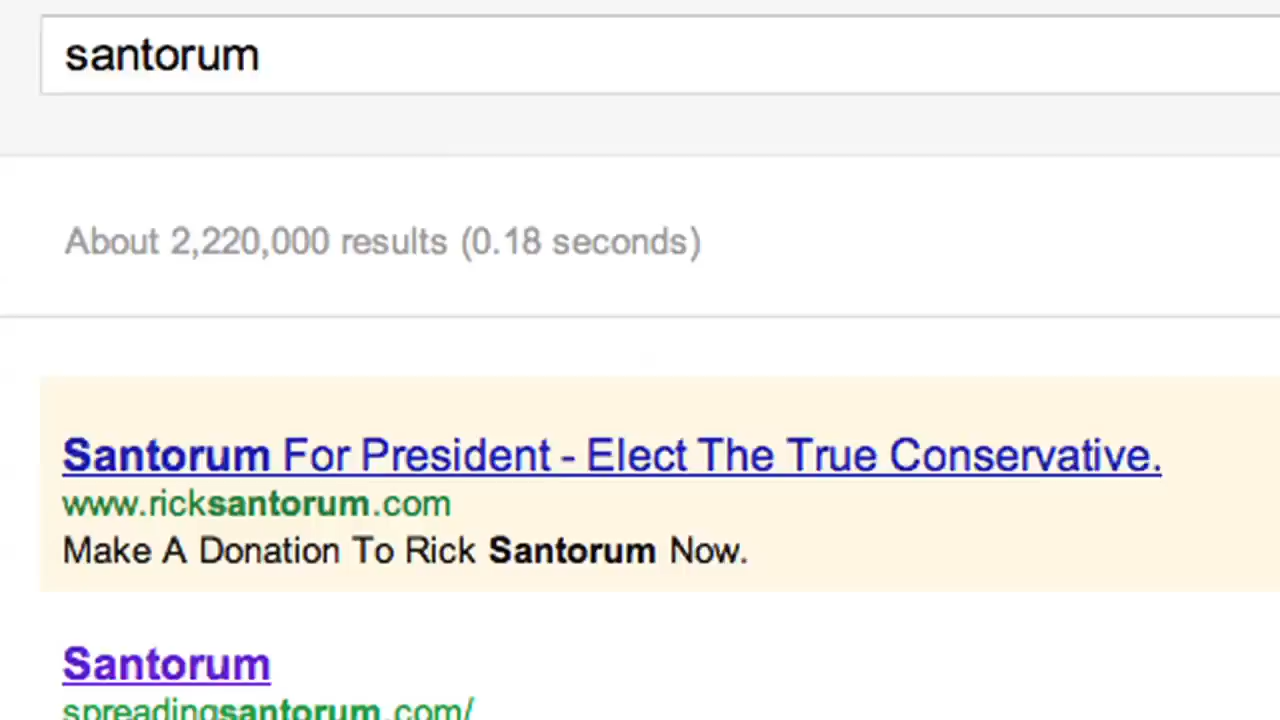 santorum
About 2,220,000 results (0.18 seconds)
Santorum For President - Elect The True Conservative.
www.ricksantorum.com
Make A Donation To Rick Santorum Now.
Santorum
spreadingsantorum.com/